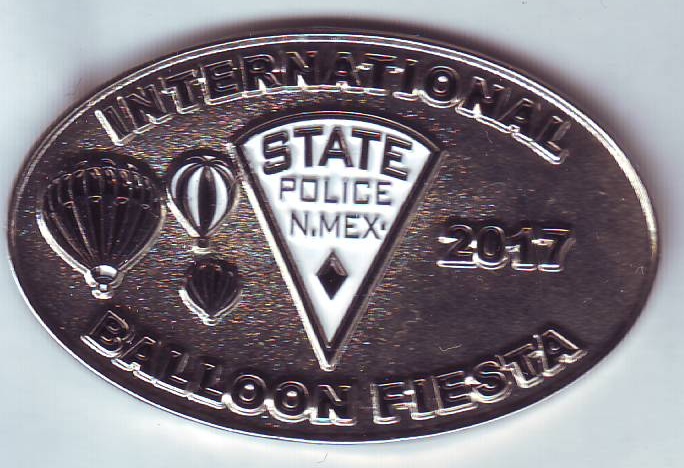 INTERNATIONAL
STATE
POLICE
N.MEX.
2017
BALLOON FIESTA